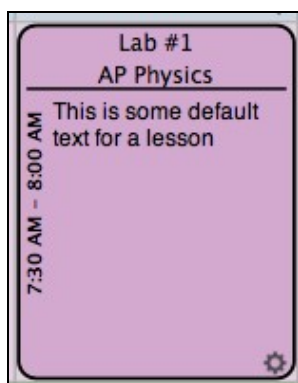 Lab #1
AP Physics
This is some default
text for a lesson
7:30 AM - 8:00 AM